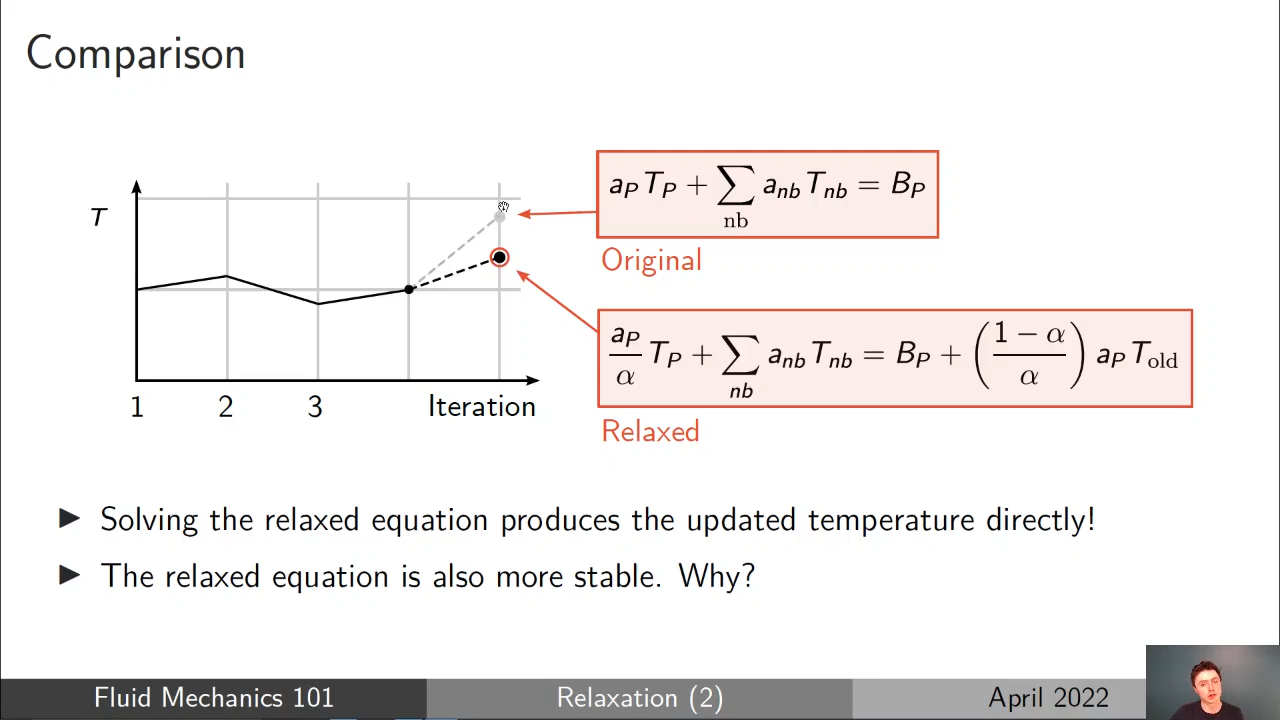 Comparison
T
1 2 3 Iteration
a_P T_P + ∑_nb a_nb T_nb = B_P
Original
a_P/α T_P + ∑_nb a_nb T_nb = B_P + ((1 − α)/α) a_P T_old
Relaxed
▶ Solving the relaxed equation produces the updated temperature directly!
▶ The relaxed equation is also more stable. Why?
Fluid Mechanics 101 Relaxation (2) April 2022